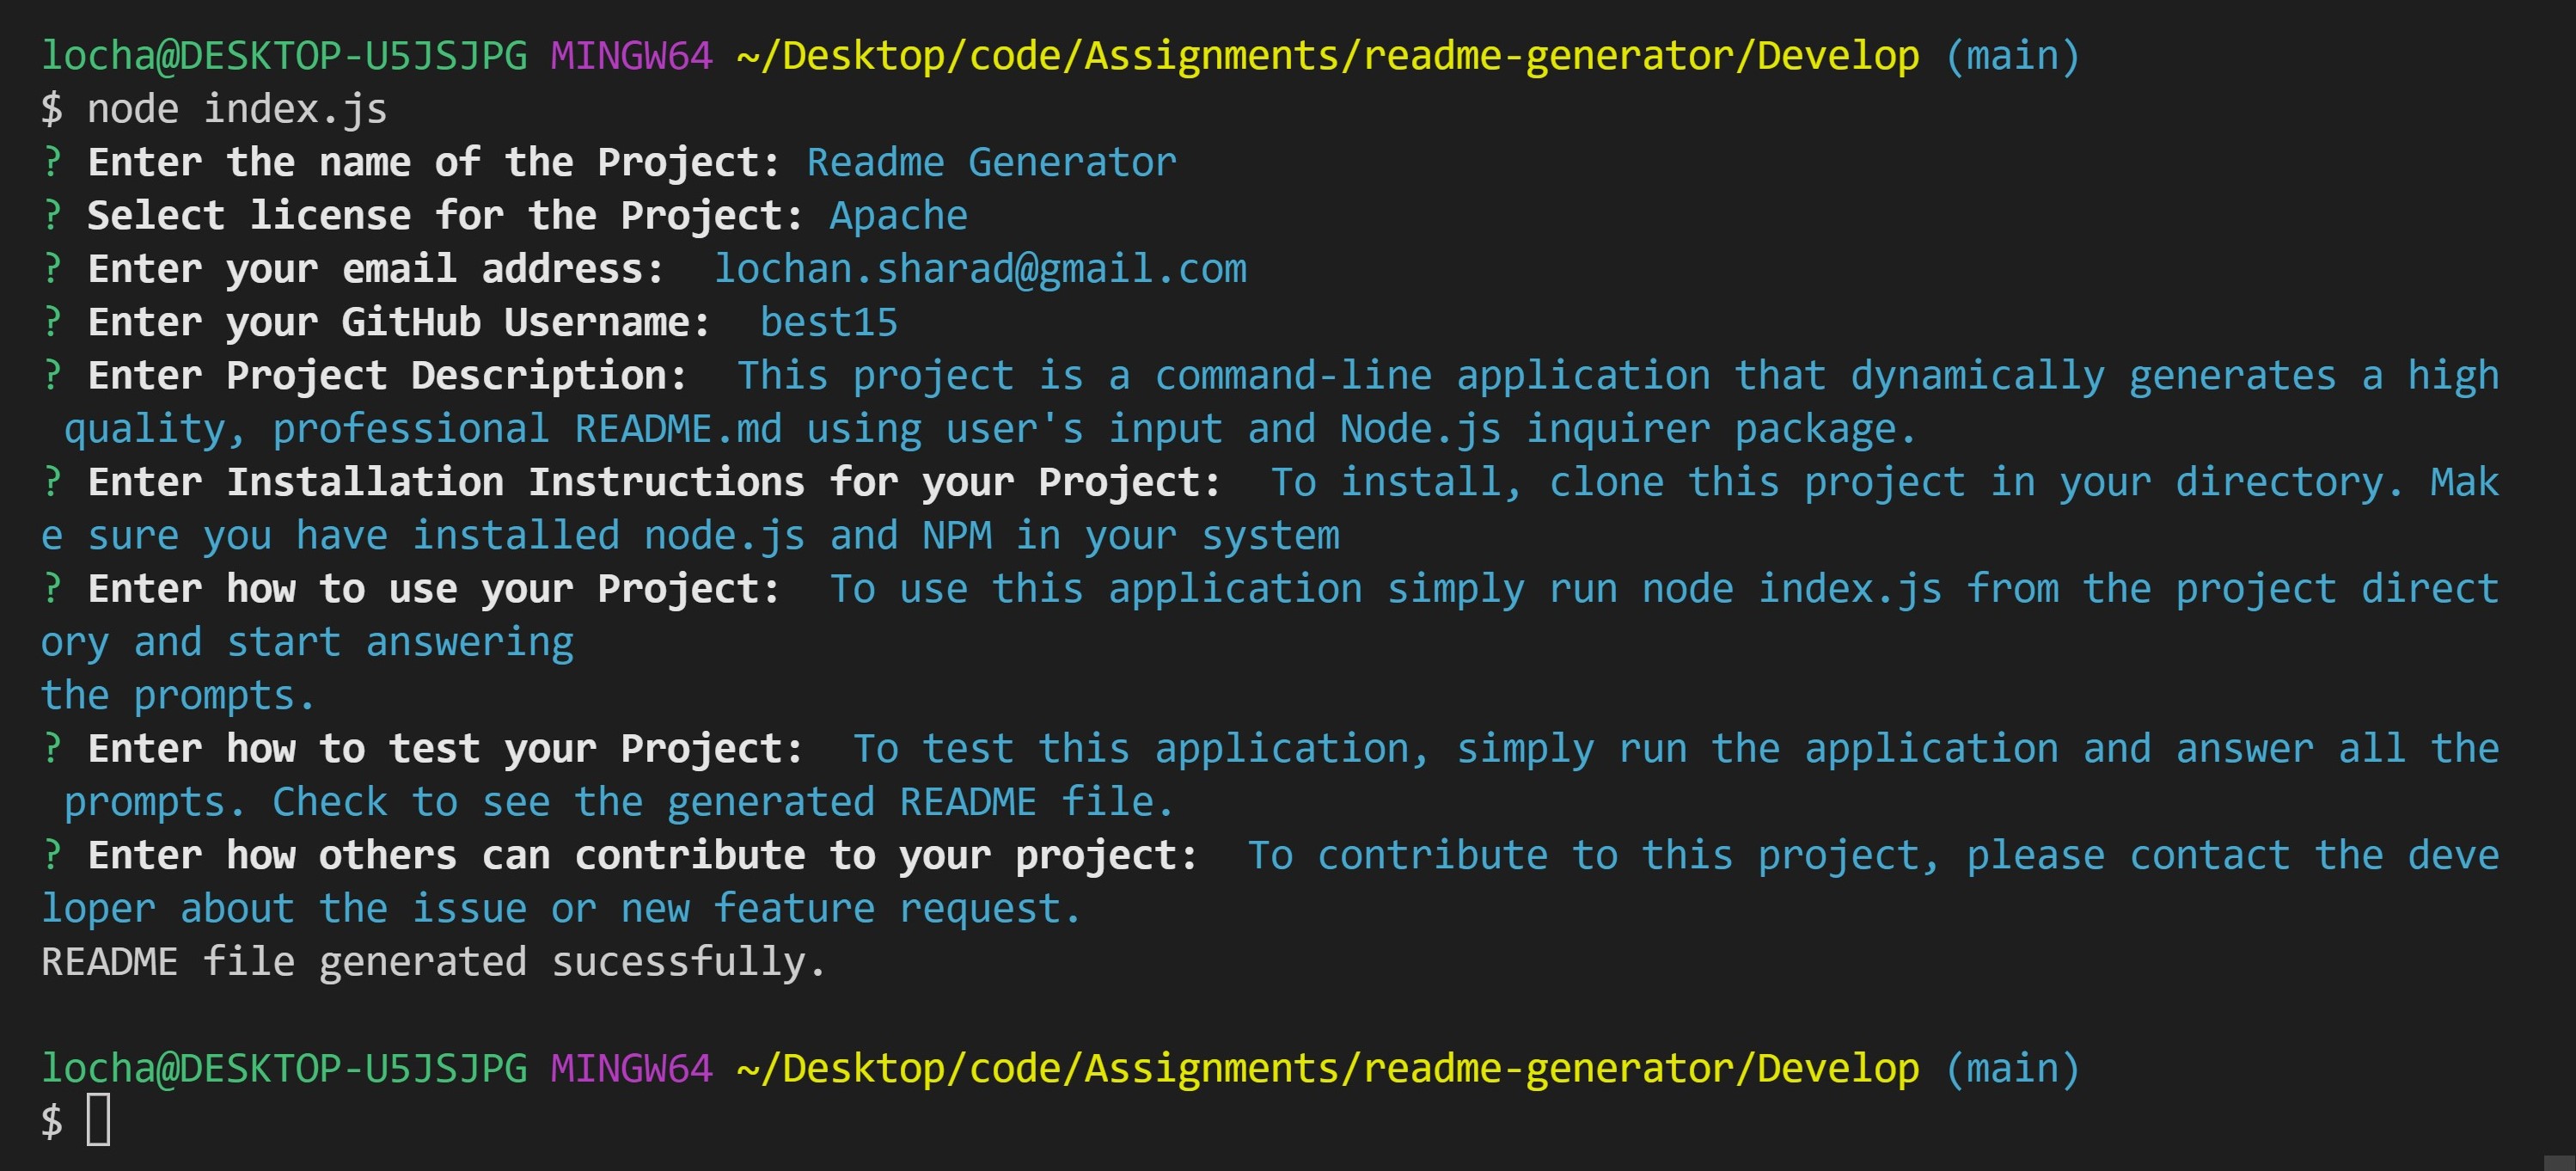 locha@DESKTOP-U5JSJPG MINGW64 ~/Desktop/code/Assignments/readme-generator/Develop (main)
$ node index.js
? Enter the name of the Project: Readme Generator
? Select license for the Project: Apache
? Enter your email address:  lochan.sharad@gmail.com
? Enter your GitHub Username:  best15
? Enter Project Description:  This project is a command-line application that dynamically generates a high
 quality, professional README.md using user's input and Node.js inquirer package.
? Enter Installation Instructions for your Project:  To install, clone this project in your directory. Mak
e sure you have installed node.js and NPM in your system
? Enter how to use your Project:  To use this application simply run node index.js from the project direct
ory and start answering
the prompts.
? Enter how to test your Project:  To test this application, simply run the application and answer all the
 prompts. Check to see the generated README file.
? Enter how others can contribute to your project:  To contribute to this project, please contact the deve
loper about the issue or new feature request.
README file generated sucessfully.
locha@DESKTOP-U5JSJPG MINGW64 ~/Desktop/code/Assignments/readme-generator/Develop (main)
$